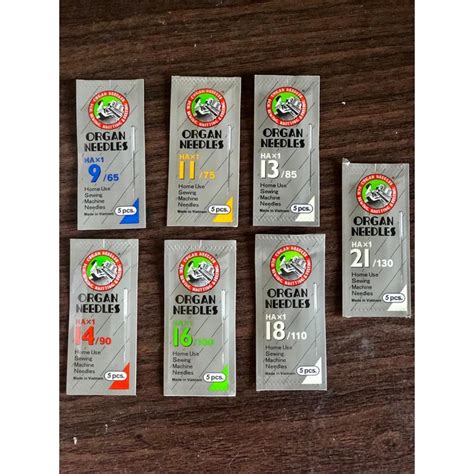 ORGAN
NEEDLES
HA×1
9/65
Home Use
Sewing
Machine
Needles
Made in Vietnam
5 pcs.
ORGAN
NEEDLES
HA×1
11/75
Home Use
Sewing
Machine
Needles
Made in Vietnam
5 pcs.
ORGAN
NEEDLES
HA×1
13/85
Home Use
Sewing
Machine
Needles
Made in Vietnam
5 pcs.
ORGAN
NEEDLES
HA×1
14/90
Home Use
Sewing
Machine
Needles
Made in Vietnam
5 pcs.
ORGAN
NEEDLES
HA×1
16/100
Home Use
Sewing
Machine
Needles
Made in Vietnam
5 pcs.
ORGAN
NEEDLES
HA×1
18/110
Home Use
Sewing
Machine
Needles
Made in Vietnam
5 pcs.
ORGAN
NEEDLES
HA×1
21/130
Home Use
Sewing
Machine
Needles
Made in Vietnam
5 pcs.